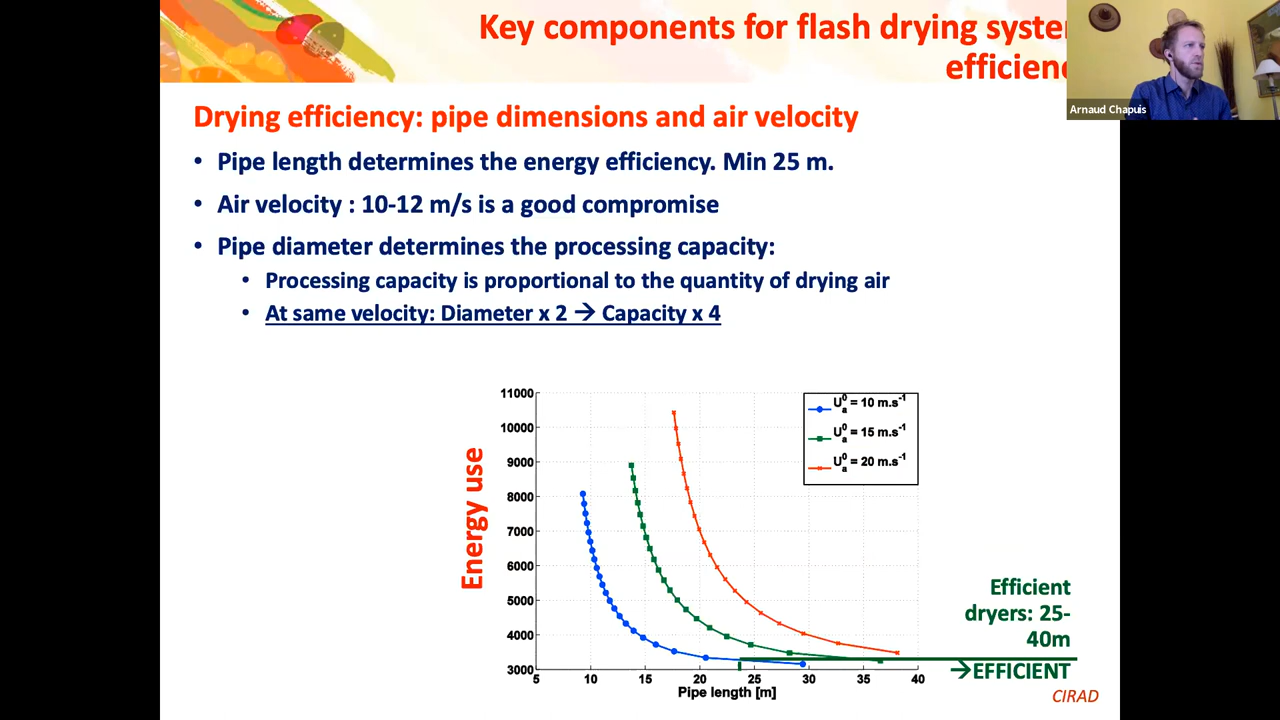 Key components for flash drying syste
efficien
Arnaud Chapuis
Drying efficiency: pipe dimensions and air velocity
• Pipe length determines the energy efficiency. Min 25 m.
• Air velocity : 10-12 m/s is a good compromise
• Pipe diameter determines the processing capacity:
• Processing capacity is proportional to the quantity of drying air
• At same velocity: Diameter x 2 → Capacity x 4
11000
10000
9000
8000
7000
6000
5000
4000
3000
Energy use
U⁰ₐ = 10 m.s⁻¹
U⁰ₐ = 15 m.s⁻¹
U⁰ₐ = 20 m.s⁻¹
5 10 15 20 25 30 35 40
Pipe length [m]
Efficient
dryers: 25-
40m
→EFFICIENT
CIRAD